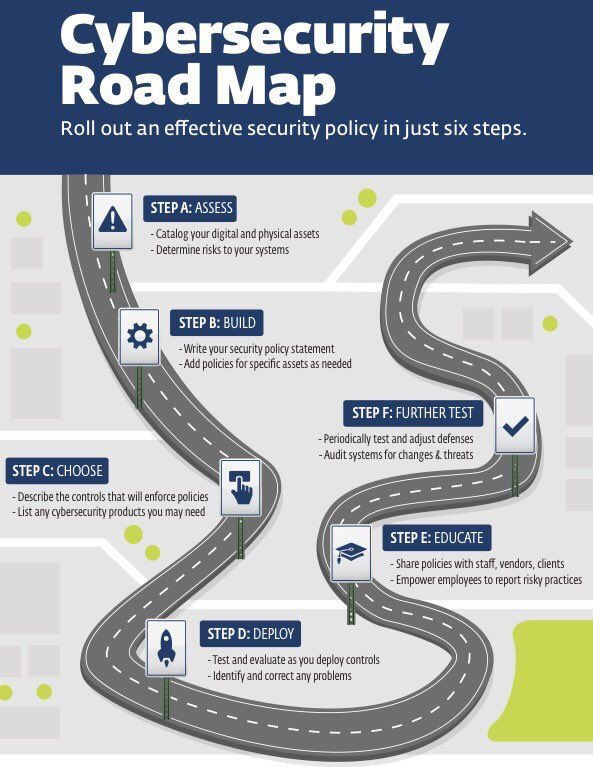 Cybersecurity
Road Map
Roll out an effective security policy in just six steps.
STEP A: ASSESS
- Catalog your digital and physical assets
- Determine risks to your systems
STEP B: BUILD
- Write your security policy statement
- Add policies for specific assets as needed
STEP C: CHOOSE
- Describe the controls that will enforce policies
- List any cybersecurity products you may need
STEP D: DEPLOY
- Test and evaluate as you deploy controls
- Identify and correct any problems
STEP E: EDUCATE
- Share policies with staff, vendors, clients
- Empower employees to report risky practices
STEP F: FURTHER TEST
- Periodically test and adjust defenses
- Audit systems for changes & threats